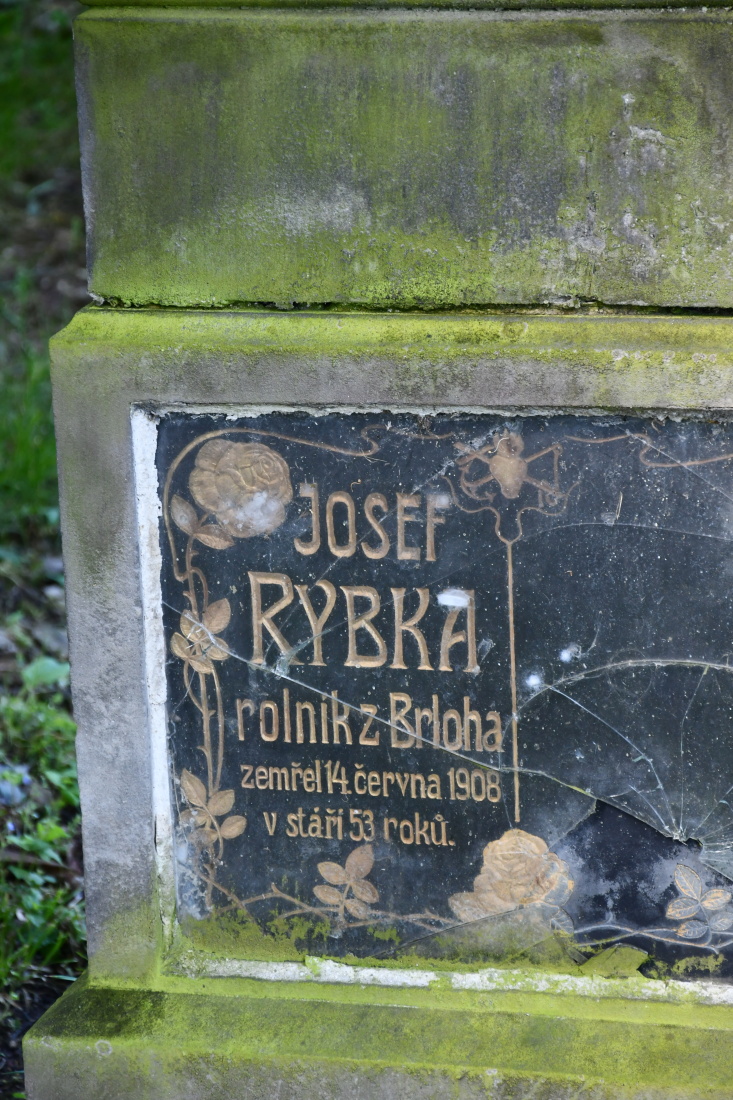 JOSEF
RYBKA
rolník z Brloha
zemřel 14. června 1908
v stáří 53 roků.